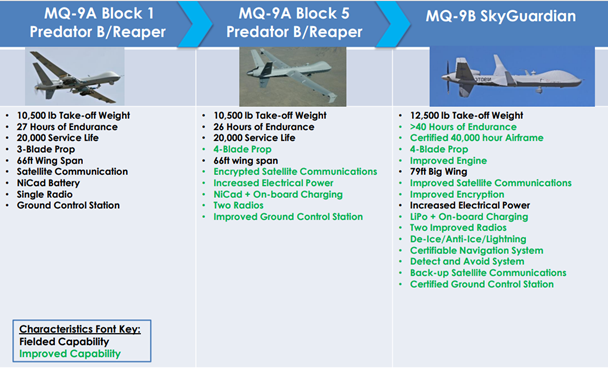 MQ-9A Block 1
Predator B/Reaper
10,500 lb Take-off Weight
27 Hours of Endurance
20,000 Service Life
3-Blade Prop
66ft Wing Span
Satellite Communication
NiCad Battery
Single Radio
Ground Control Station
MQ-9A Block 5
Predator B/Reaper
10,500 lb Take-off Weight
26 Hours of Endurance
20,000 Service Life
4-Blade Prop
66ft wing span
Encrypted Satellite Communications
Increased Electrical Power
NiCad + On-board Charging
Two Radios
Improved Ground Control Station
MQ-9B SkyGuardian
12,500 lb Take-off Weight
>40 Hours of Endurance
Certified 40,000 hour Airframe
4-Blade Prop
Improved Engine
79ft Big Wing
Improved Satellite Communications
Improved Encryption
Increased Electrical Power
LiPo + On-board Charging
Two Improved Radios
De-Ice/Anti-Ice/Lightning
Certifiable Navigation System
Detect and Avoid System
Back-up Satellite Communications
Certified Ground Control Station
Characteristics Font Key:
Fielded Capability
Improved Capability